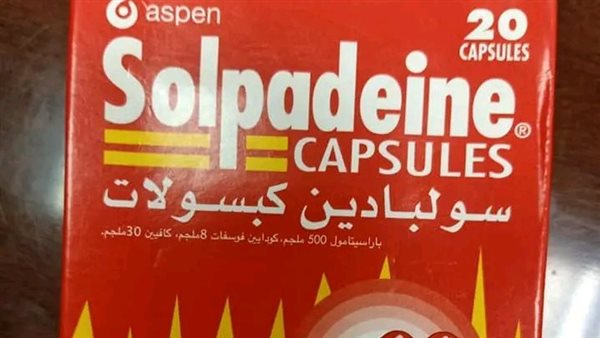 aspen
20
CAPSULES
Solpadeine®
CAPSULES
سولبادين كبسولات
باراسيتامول 500 ملجم، كودايين فوسفات 8ملجم، كافيين 30ملجم.